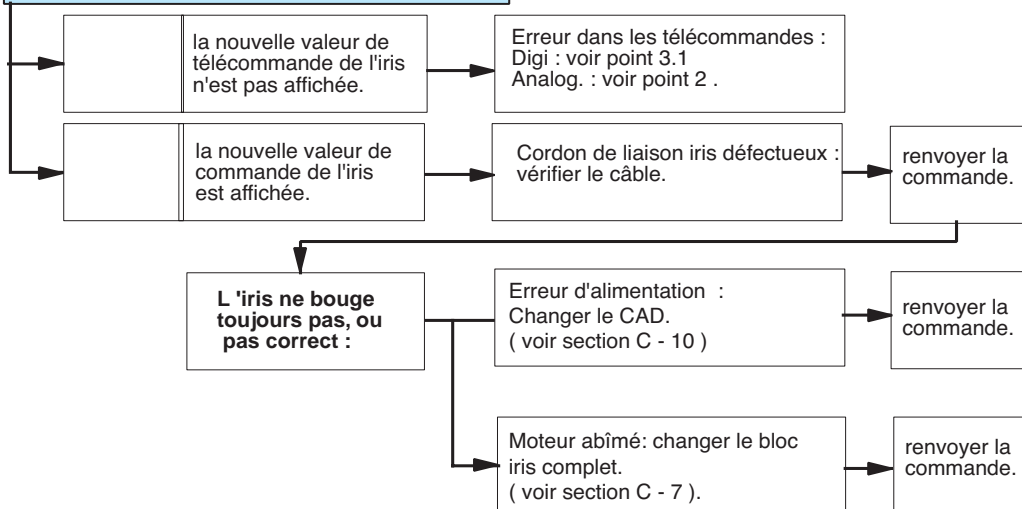 la nouvelle valeur de
télécommande de l'iris
n'est pas affichée.
Erreur dans les télécommandes :
Digi : voir point 3.1
Analog. : voir point 2 .
la nouvelle valeur de
commande de l'iris
est affichée.
Cordon de liaison iris défectueux :
vérifier le câble.
renvoyer la
commande.
L 'iris ne bouge
toujours pas, ou
pas correct :
Erreur d'alimentation :
Changer le CAD.
( voir section C - 10 )
renvoyer la
commande.
Moteur abîmé: changer le bloc
iris complet.
( voir section C - 7 ).
renvoyer la
commande.